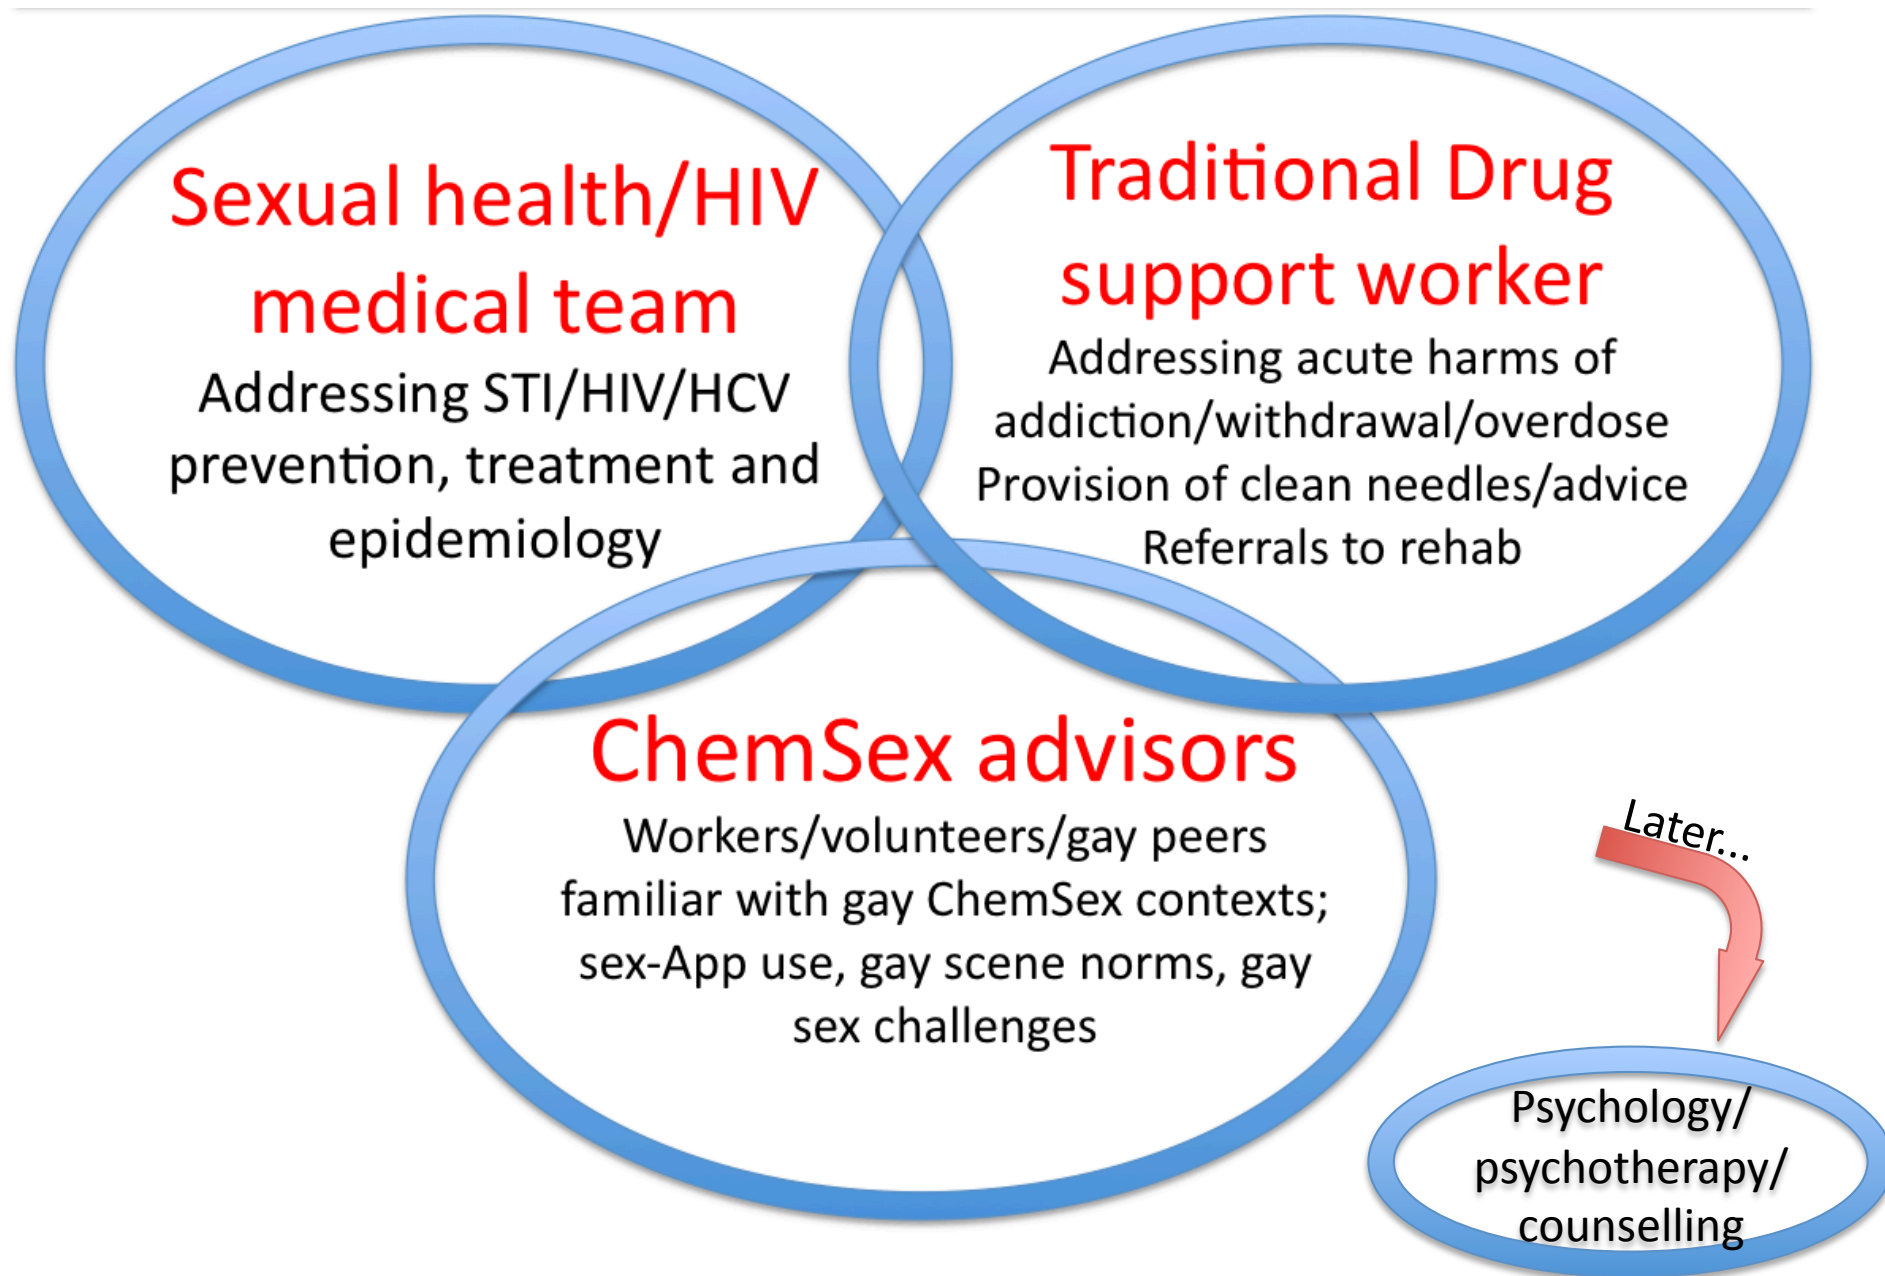 Sexual health/HIV
medical team
Addressing STI/HIV/HCV
prevention, treatment and
epidemiology
Traditional Drug
support worker
Addressing acute harms of
addiction/withdrawal/overdose
Provision of clean needles/advice
Referrals to rehab
ChemSex advisors
Workers/volunteers/gay peers
familiar with gay ChemSex contexts;
sex-App use, gay scene norms, gay
sex challenges
Later...
Psychology/
psychotherapy/
counselling